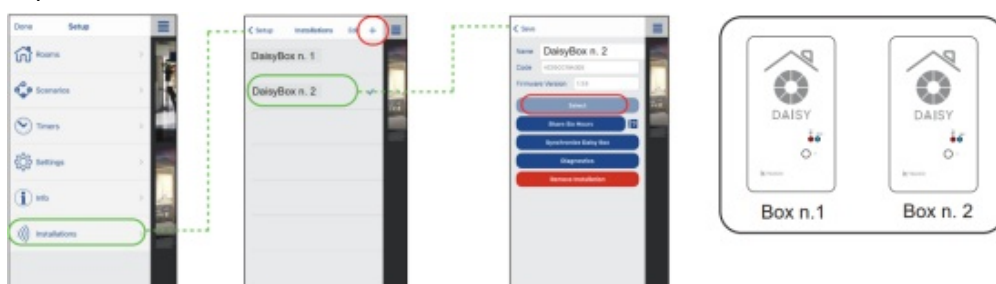 Done Setup
Rooms
Scenarios
Timers
Settings
Info
Installations
Setup Installations +
DaisyBox n. 1
DaisyBox n. 2
Save
Name DaisyBox n. 2
Code
Firmware Version
Select
Share Six Hours
Synchronize Daisy Box
Diagnostics
Remove Installation
DAISY
DAISY
Box n.1
Box n. 2